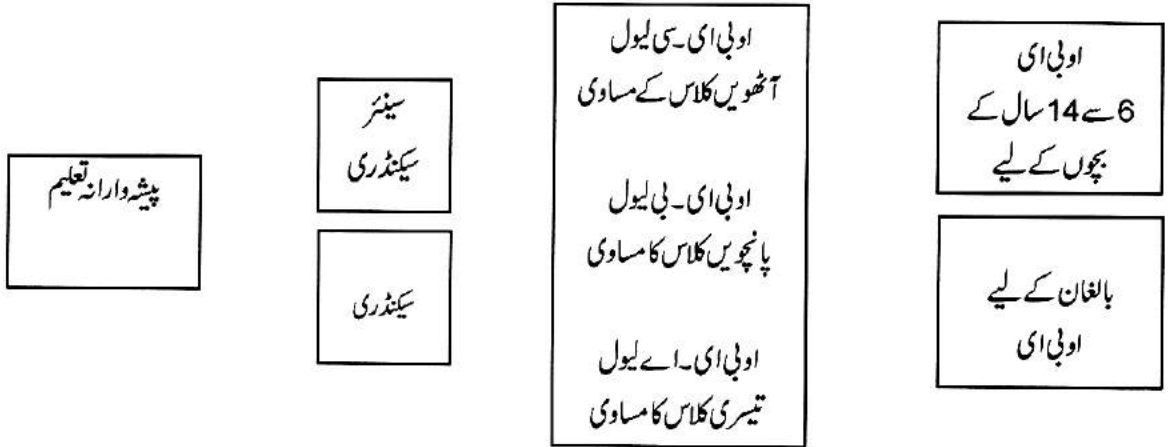 اوبی ای
6 سے 14 سال کے
بچوں کے لیے
بالغان کے لیے
اوبی ای
اوبی ای۔سی لیول
آٹھویں کلاس کے مساوی
اوبی ای۔بی لیول
پانچویں کلاس کا مساوی
اوبی ای۔اے لیول
تیسری کلاس کا مساوی
سینئر
سیکنڈری
سیکنڈری
پیشہ وارانہ تعلیم